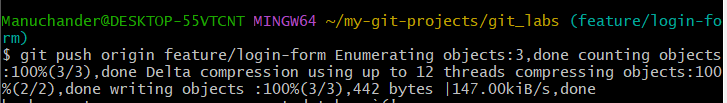 Manuchander@DESKTOP-55VTCNT MINGW64 ~/my-git-projects/git_labs (feature/login-fo
rm)
$ git push origin feature/login-form Enumerating objects:3,done counting objects
:100%(3/3),done Delta compression using up to 12 threads compressing objects:100
%(2/2),done writing objects :100%(3/3),442 bytes |147.00kiB/s,done